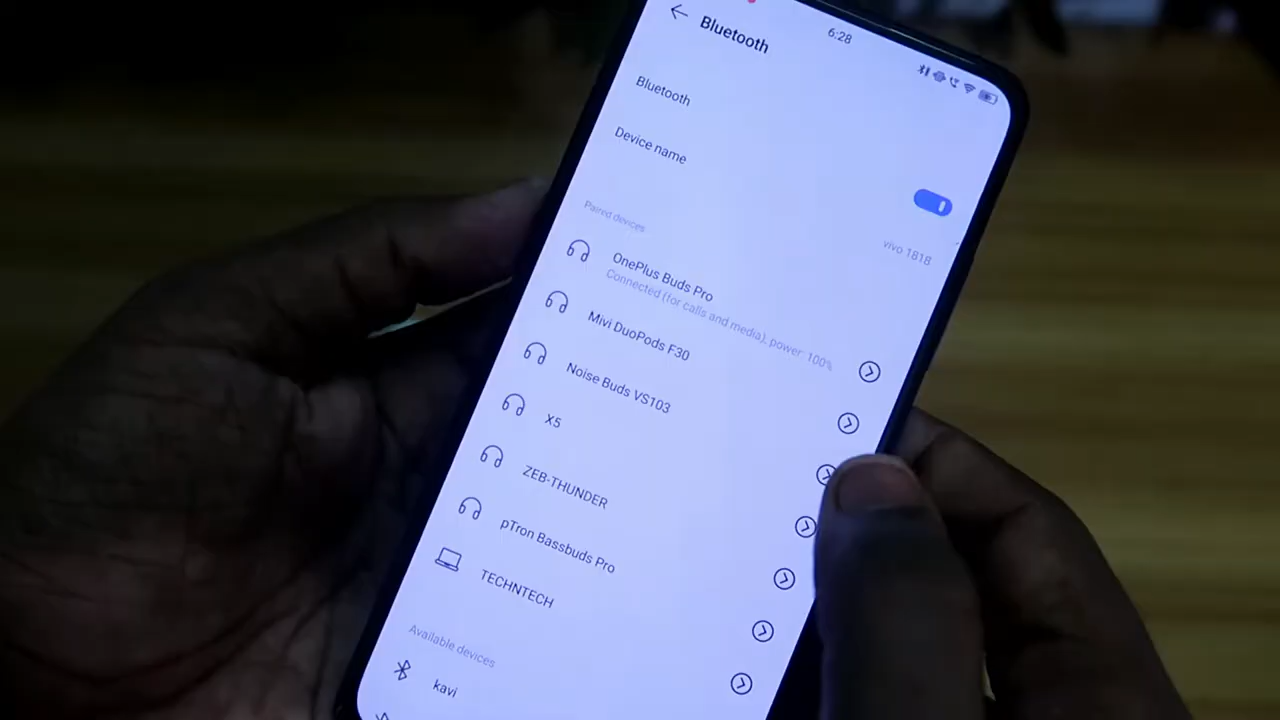 6:28
Bluetooth
Bluetooth
Device name
vivo 1818
Paired devices
OnePlus Buds Pro
Connected (for calls and media), power: 100%
Mivi DuoPods F30
Noise Buds VS103
X5
ZEB-THUNDER
pTron Bassbuds Pro
TECHNTECH
Available devices
kavi